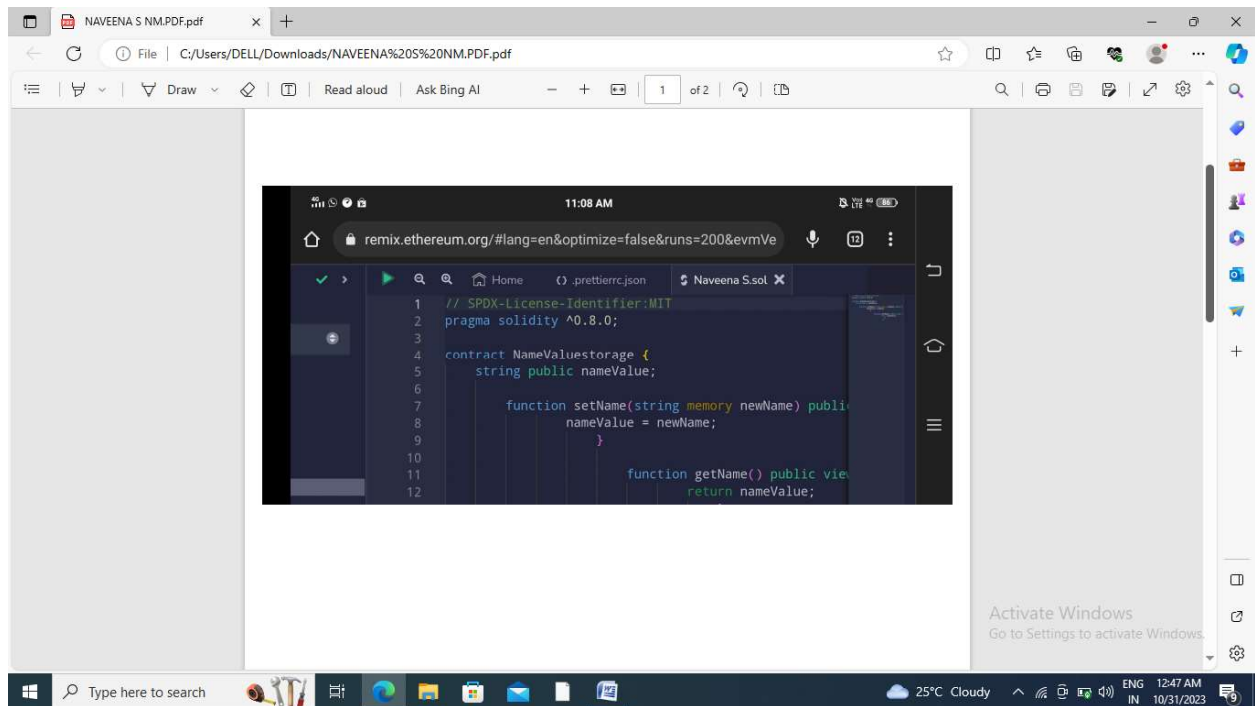 NAVEENA S NM.PDF.pdf
File | C:/Users/DELL/Downloads/NAVEENA%20S%20NM.PDF.pdf
Draw
Read aloud
Ask Bing AI
1 of 2
11:08 AM
86
remix.ethereum.org/#lang=en&optimize=false&runs=200&evmVe
12
Home
.prettierrc.json
Naveena S.sol
1 // SPDX-License-Identifier:MIT
2 pragma solidity ^0.8.0;
3
4 contract NameValuestorage {
5 string public nameValue;
6
7 function setName(string memory newName) publi
8 nameValue = newName;
9 }
10
11 function getName() public vie
12 return nameValue;
Activate Windows
Go to Settings to activate Windows.
Type here to search
25°C Cloudy
ENG
IN
12:47 AM
10/31/2023